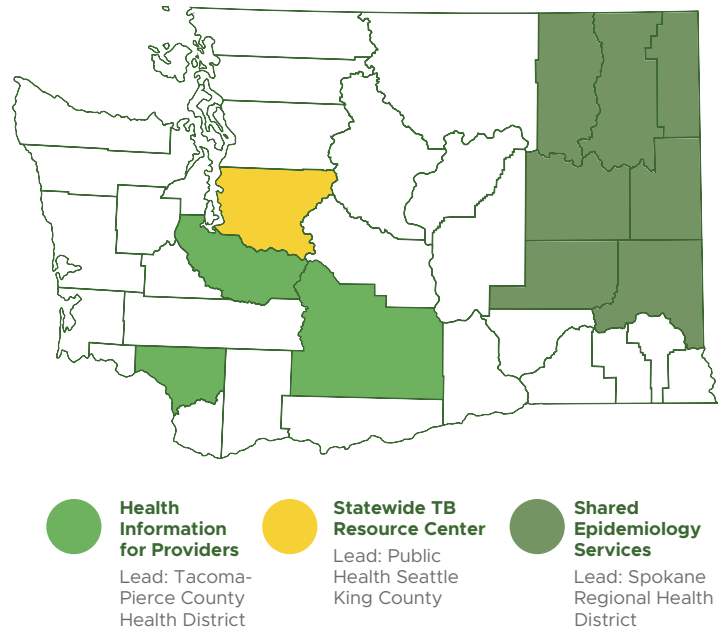 Health
Information
for Providers
Lead: Tacoma-
Pierce County
Health District
Statewide TB
Resource Center
Lead: Public
Health Seattle
King County
Shared
Epidemiology
Services
Lead: Spokane
Regional Health
District